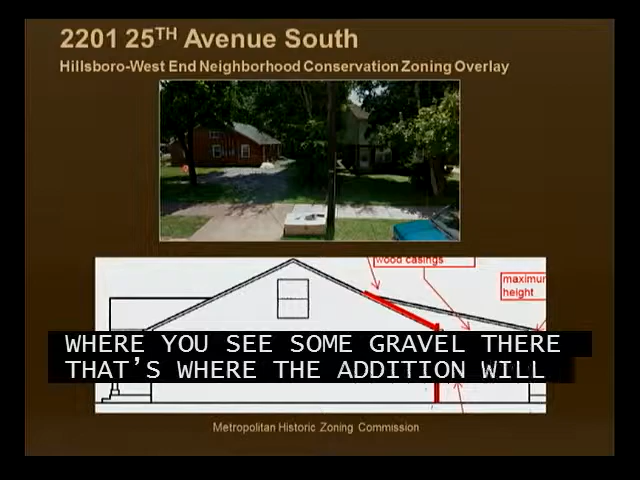 2201 25TH Avenue South
Hillsboro-West End Neighborhood Conservation Zoning Overlay
wood casings
maximum
height
WHERE YOU SEE SOME GRAVEL THERE
THAT'S WHERE THE ADDITION WILL
Metropolitan Historic Zoning Commission